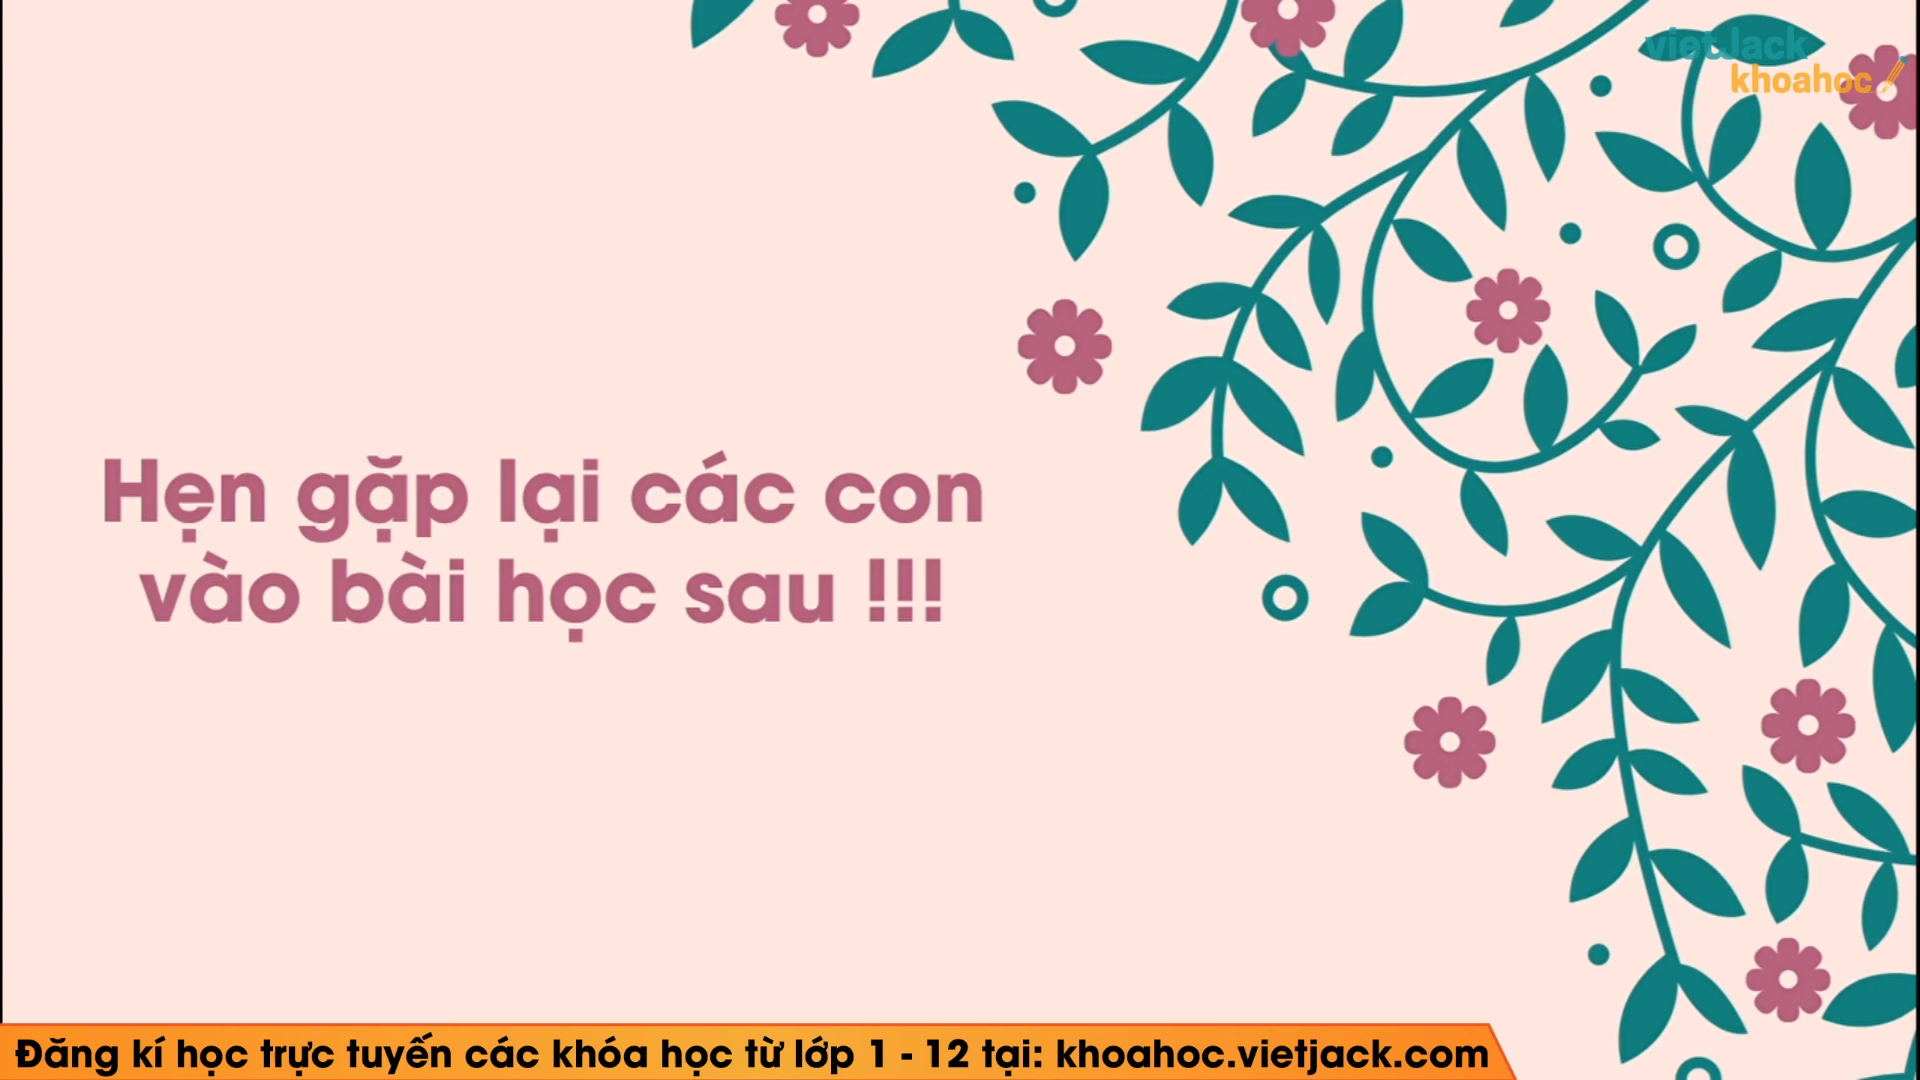 vietJack
khoahoc
Hẹn gặp lại các con
vào bài học sau !!!
Đăng kí học trực tuyến các khóa học từ lớp 1 - 12 tại: khoahoc.vietjack.com